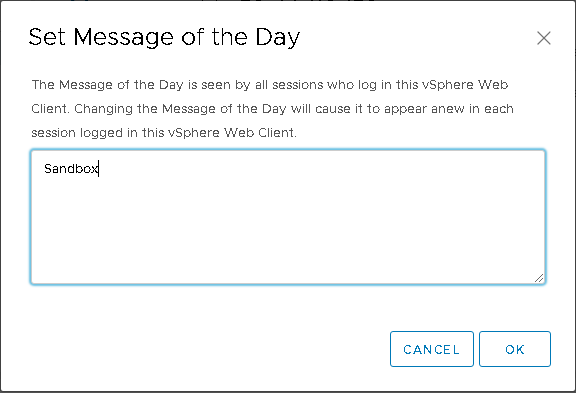 Set Message of the Day
The Message of the Day is seen by all sessions who log in this vSphere Web
Client. Changing the Message of the Day will cause it to appear anew in each
session logged in this vSphere Web Client.
Sandbox
CANCEL OK